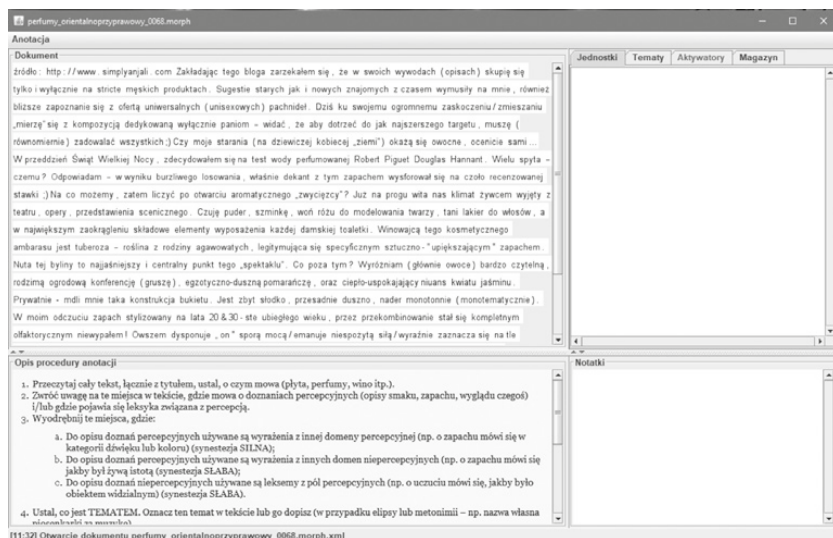 perfumy_orientalnoprzyprawowy_0068.morph
Anotacja
Dokument
źródło: http://www.simplyanjali.com Zakładając tego bloga zarzekałem się, że w swoich wywodach (opisach) skupię się
tylko i wyłącznie na stricte męskich produktach. Sugestie starych jak i nowych znajomych z czasem wymusiły na mnie, również
bliższe zapoznanie się z ofertą uniwersalnych (unisexowych) pachnideł. Dziś ku swojemu ogromnemu zaskoczeniu/zmieszaniu
„mierzę" się z kompozycją dedykowaną wyłącznie paniom – widać, że aby dotrzeć do jak najszerszego targetu, muszę (
równomiernie) zadowalać wszystkich ;) Czy moje starania (na dziewiczej kobiecej „ziemi") okażą się owocne, ocenicie sami ...
W przeddzień Świąt Wielkiej Nocy, zdecydowałem się na test wody perfumowanej Robert Piguet Douglas Hannant. Wielu spyta –
czemu? Odpowiadam – w wyniku burzliwego losowania, właśnie dekant z tym zapachem wysforował się na czoło recenzowanej
stawki ;) Na co możemy, zatem liczyć po otwarciu aromatycznego „zwycięzcy"? Już na progu wita nas klimat żywcem wyjęty z
teatru, opery, przedstawienia scenicznego. Czuję puder, szminkę, woń różu do modelowania twarzy, tani lakier do włosów, a
w największym zaokrągleniu składowe elementy wyposażenia każdej damskiej toaletki. Winowajcą tego kosmetycznego
ambarasu jest tuberoza – roślina z rodziny agawowatych, legitymująca się specyficznym sztuczno-"upiększającym" zapachem.
Nuta tej byliny to najjaśniejszy i centralny punkt tego „spektaklu". Co poza tym? Wyróżniam (głównie owoce) bardzo czytelną,
rodzimą ogrodową konferencję (gruszę), egzotyczno-duszną pomarańczę, oraz ciepło-uspokajający niuans kwiatu jaśminu.
Prywatnie - mdli mnie taka konstrukcja bukietu. Jest zbyt słodko, przesadnie duszno, nader monotonnie (monotematycznie).
W moim odczuciu zapach stylizowany na lata 20 & 30 - ste ubiegłego wieku, przez przekombinowanie stał się kompletnym
olfaktorycznym niewypałem! Owszem dysponuje „on" sporą mocą/emanuje niespożytą siłą/wyraźnie zaznacza się na tle
Jednostki Tematy Aktywatory Magazyn
Opis procedury anotacji
1. Przeczytaj cały tekst, łącznie z tytułem, ustal, o czym mowa (płyta, perfumy, wino itp.).
2. Zwróć uwagę na te miejsca w tekście, gdzie mowa o doznaniach percepcyjnych (opisy smaku, zapachu, wyglądu czegoś)
i/lub gdzie pojawia się leksyka związana z percepcją.
3. Wyodrębnij te miejsca, gdzie:
a. Do opisu doznań percepcyjnych używane są wyrażenia z innej domeny percepcyjnej (np. o zapachu mówi się w
kategorii dźwięku lub koloru) (synestezja SILNA);
b. Do opisu doznań percepcyjnych używane są wyrażenia z innych domen niepercepcyjnych (np. o zapachu mówi się
jakby był żywą istotą (synestezja SŁABA);
c. Do opisu doznań niepercepcyjnych używane są leksemy z pól percepcyjnych (np. o uczuciu mówi się, jakby było
obiektem widzialnym) (synestezja SŁABA).
4. Ustal, co jest TEMATEM. Oznacz ten temat w tekście lub go dopisz (w przypadku elipsy lub metonimii – np. nazwa własna
piosenkarki za muzykę)
Notatki
[11:32] Otwarcie dokumentu perfumy_orientalnoprzyprawowy_0068.morph.xml